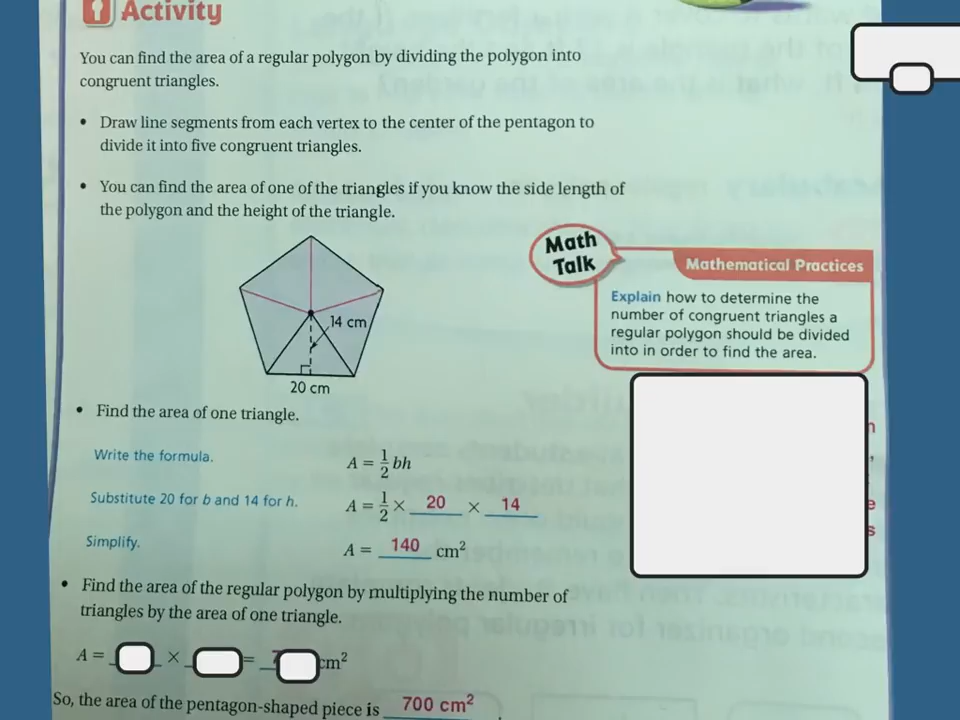 Activity
You can find the area of a regular polygon by dividing the polygon into
congruent triangles.
• Draw line segments from each vertex to the center of the pentagon to
divide it into five congruent triangles.
• You can find the area of one of the triangles if you know the side length of
the polygon and the height of the triangle.
14 cm
20 cm
Math
Talk
Mathematical Practices
Explain how to determine the
number of congruent triangles a
regular polygon should be divided
into in order to find the area.
• Find the area of one triangle.
Write the formula.
A = 1/2 bh
Substitute 20 for b and 14 for h.
A = 1/2 × 20 × 14
Simplify.
A = 140 cm²
• Find the area of the regular polygon by multiplying the number of
triangles by the area of one triangle.
A = × = cm²
So, the area of the pentagon-shaped piece is 700 cm² .